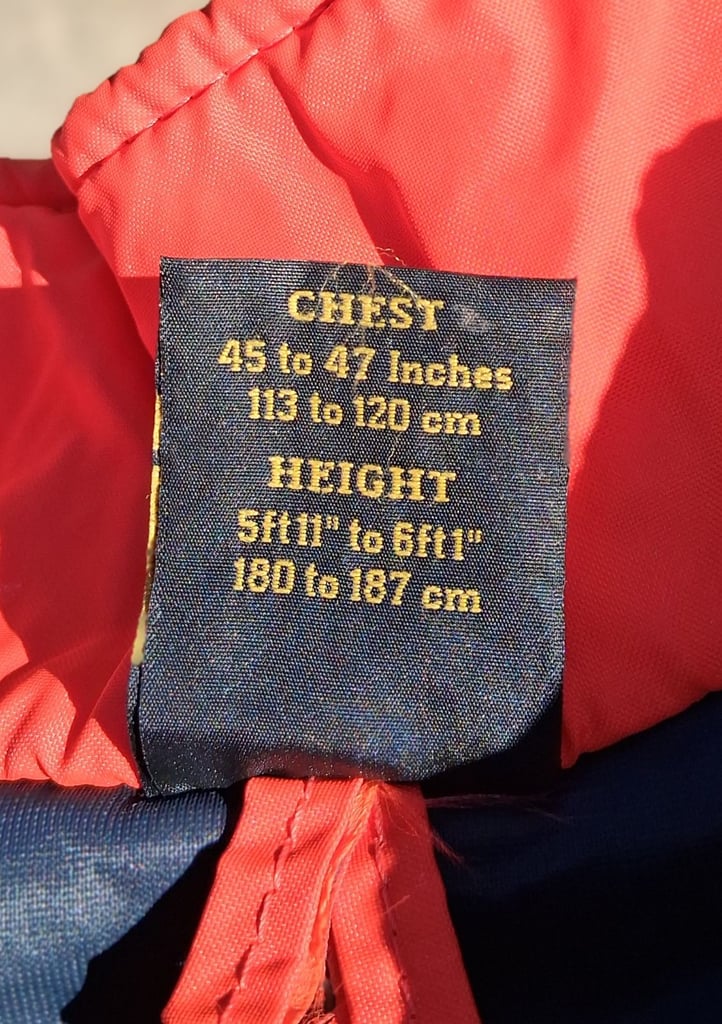 CHEST
45 to 47 Inches
113 to 120 cm
HEIGHT
5ft11" to 6ft1"
180 to 187 cm